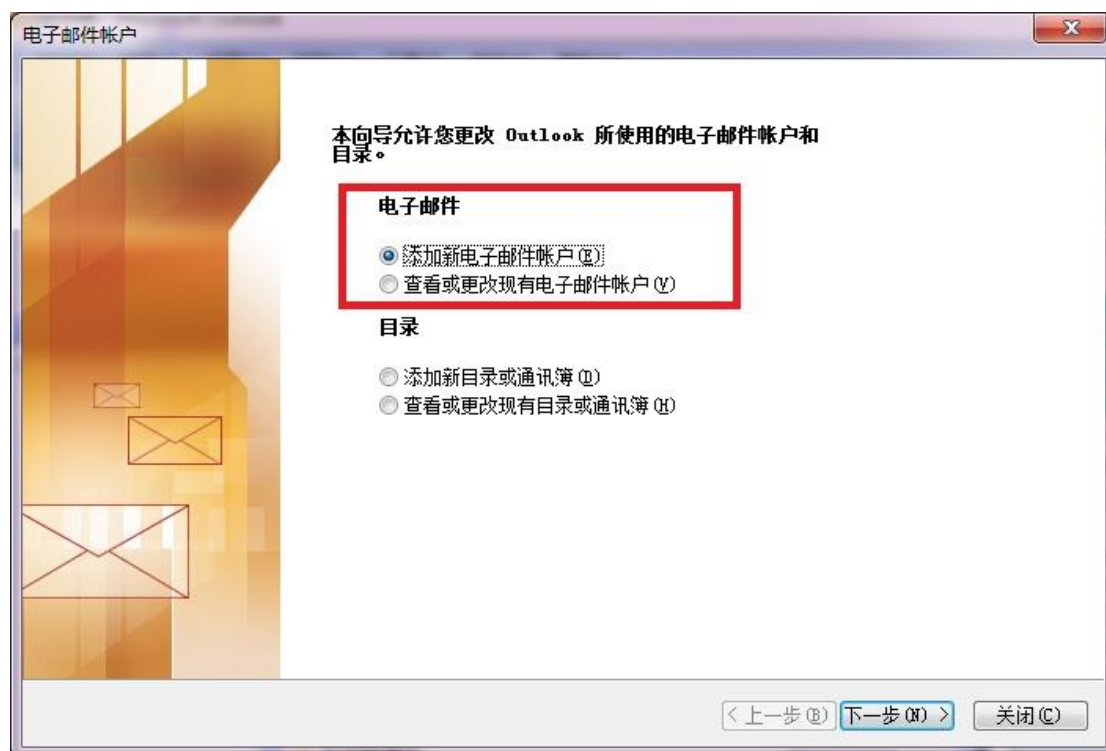 电子邮件帐户
本向导允许您更改 Outlook 所使用的电子邮件帐户和
目录。
电子邮件
添加新电子邮件帐户(E)
查看或更改现有电子邮件帐户(V)
目录
添加新目录或通讯簿(D)
查看或更改现有目录或通讯簿(H)
< 上一步(B) 下一步(N) > 关闭(C)